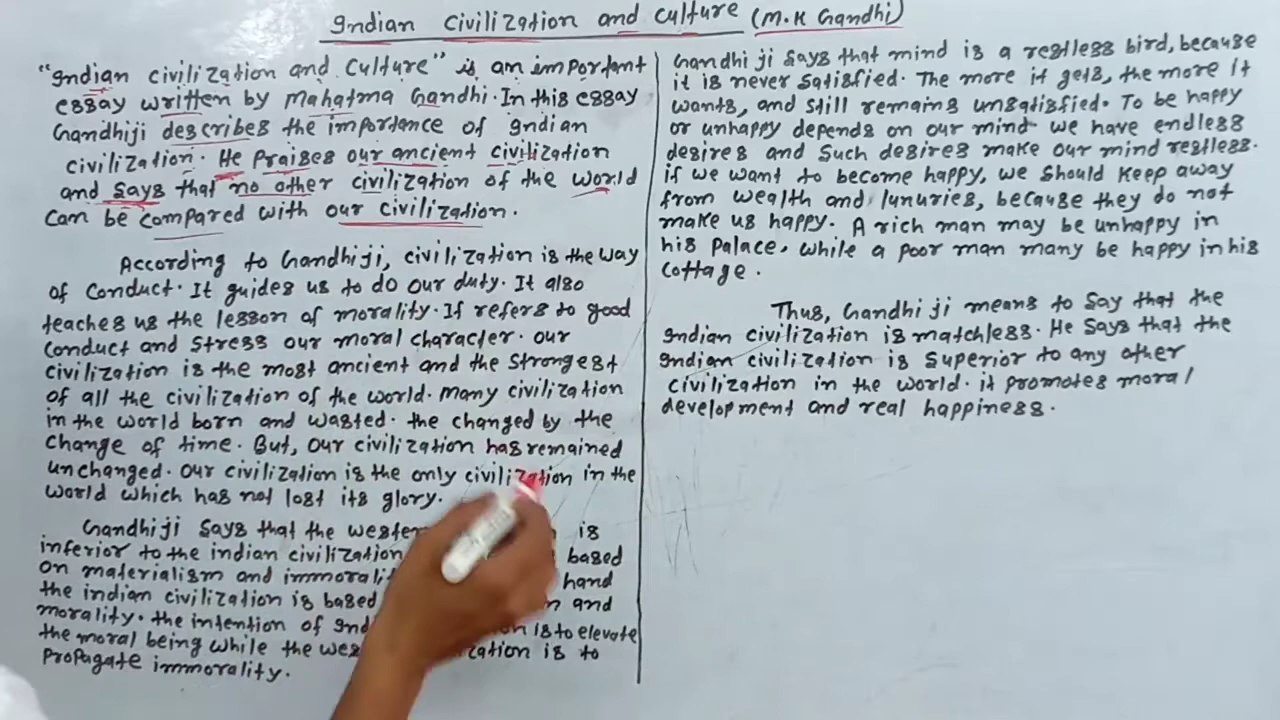 Indian Civilization and Culture (M.K Gandhi)
"Indian civilization and Culture" is an important
essay written by Mahatma Gandhi. In this essay
Gandhiji describes the importance of Indian
civilization. He Praises our ancient civilization
and says that no other civilization of the world
can be compared with our civilization.
According to Gandhiji, civilization is the way
of conduct. It guides us to do our duty. It also
teaches us the lesson of morality. If refers to good
conduct and stress our moral character. our
civilization is the most ancient and the strongest
of all the civilization of the world. many civilization
in the world born and wasted. the changed by the
change of time. But, our civilization has remained
unchanged. our civilization is the only civilization in the
world which has not lost its glory.
Gandhiji says that the is
inferior to the indian civilization based
on materialism and hand
the indian civilization is based and
morality. the intention of is to elevate
the moral being while the is to
propagate immorality.
Gandhi ji says that mind is a restless bird, because
it is never satisfied. The more it gets, the more it
wants, and still remains unsatisfied. To be happy
or unhappy depends on our mind we have endless
desires and such desires make our mind restless.
if we want to become happy, we should keep away
from wealth and lunuries, because they do not
make us happy. A rich man may be unhappy in
his palace, while a poor man many be happy in his
cottage.
Thus, Gandhi ji means to say that the
Indian civilization is matchless. He says that the
Indian civilization is superior to any other
civilization in the world. it promotes moral
development and real happiness.